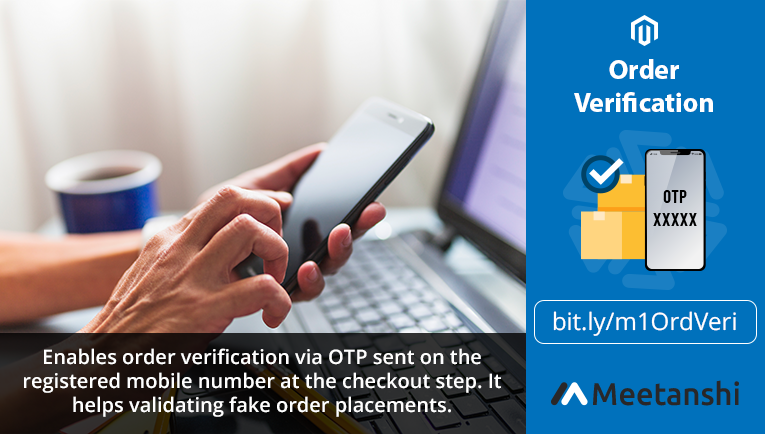 Order
Verification
OTP
XXXXX
bit.ly/m1OrdVeri
Meetanshi
Enables order verification via OTP sent on the
registered mobile number at the checkout step. It
helps validating fake order placements.